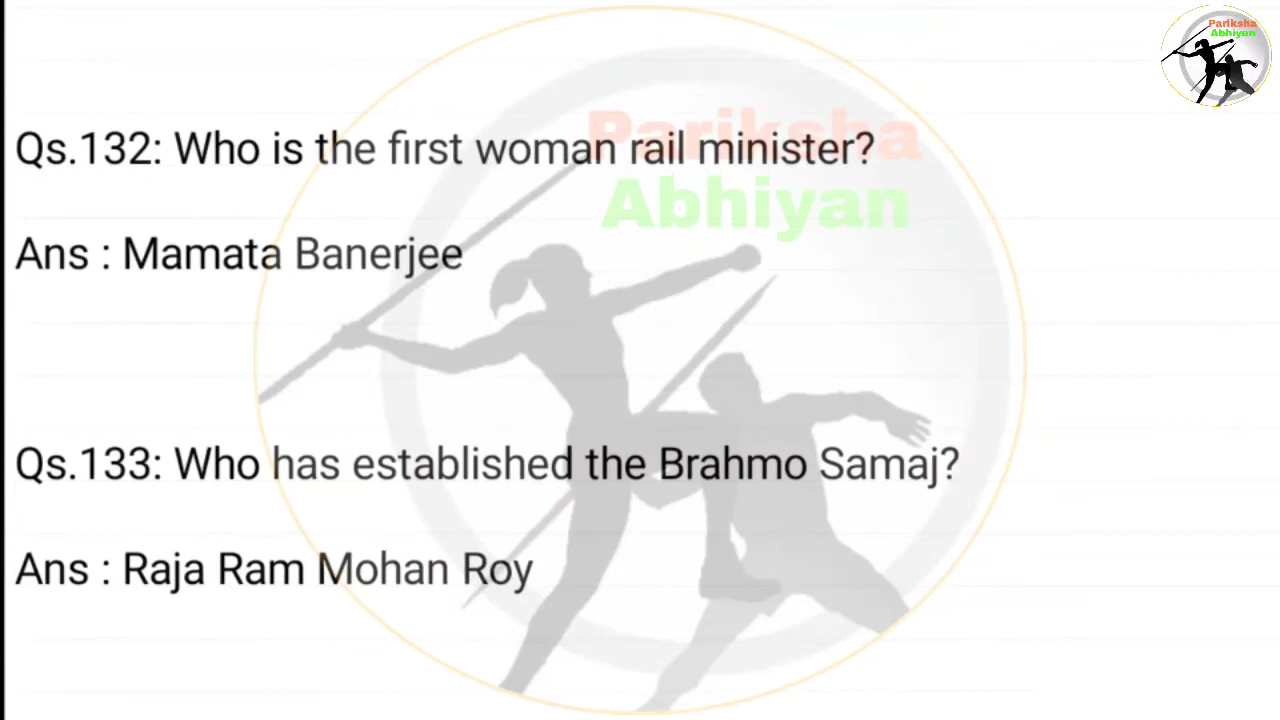 Pariksha
Abhiyan
Qs.132: Who is the first woman rail minister?
Pariksha
Abhiyan
Ans : Mamata Banerjee
Qs.133: Who has established the Brahmo Samaj?
Ans : Raja Ram Mohan Roy